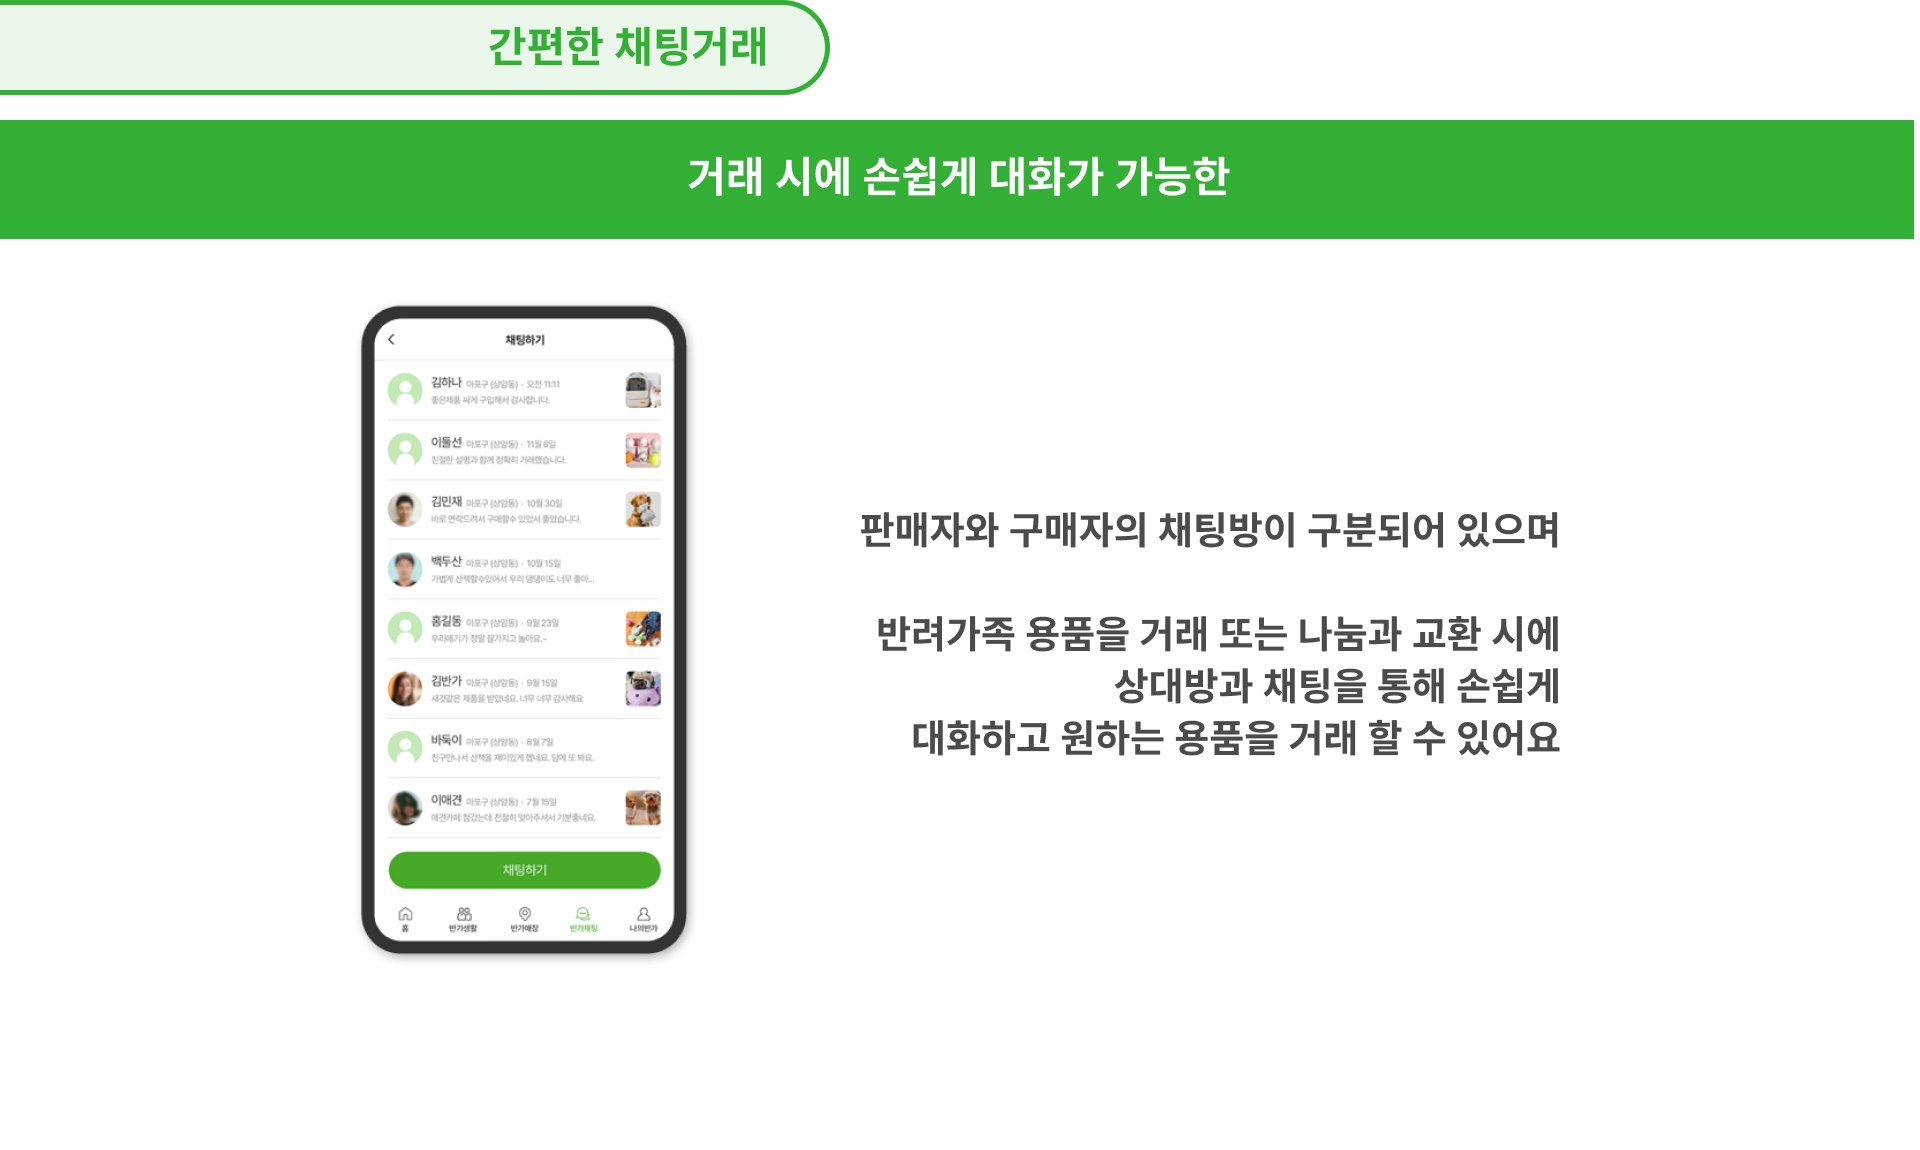 간편한 채팅거래
거래 시에 손쉽게 대화가 가능한
채팅하기
김하나 마포구 (상암동) · 오전 11:11
좋은제품 싸게 구입해서 감사합니다.
이둘선 마포구 (상암동) · 11월 6일
친절한 설명과 함께 정확히 거래했습니다.
김민재 마포구 (상암동) · 10월 30일
바로 연락드려서 구매할수 있었서 좋았습니다.
백두산 마포구 (상암동) · 10월 15일
가볍게 산책할수있어서 우리 댕댕이도 너무 좋아...
홍길동 마포구 (상암동) · 9월 23일
우리애기가 정말 잘가지고 놀아요.~
김반가 마포구 (상암동) · 9월 15일
새것같은 제품을 받았네요. 너무 너무 감사해요
바둑이 마포구 (상암동) · 8월 7일
친구만나서 산책을 재미있게 했네요. 담에 또 봐요.
이애견 마포구 (상암동) · 7월 15일
애견카페 첨갔는데 친절히 맞아주셔서 기분좋네요.
채팅하기
홈 반가생활 반가매장 반가채팅 나의반가
판매자와 구매자의 채팅방이 구분되어 있으며
반려가족 용품을 거래 또는 나눔과 교환 시에
상대방과 채팅을 통해 손쉽게
대화하고 원하는 용품을 거래 할 수 있어요